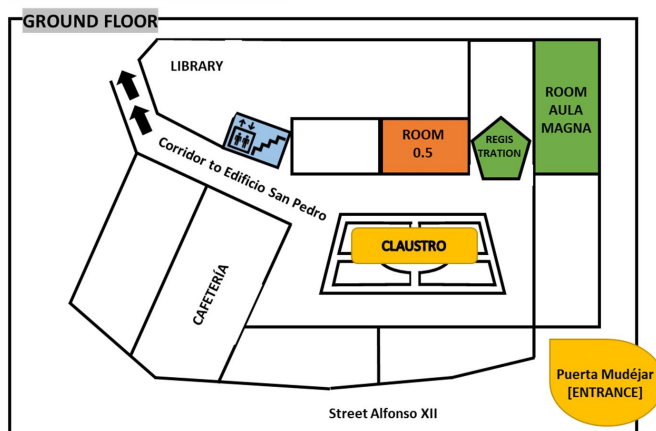 GROUND FLOOR
LIBRARY
ROOM
AULA
MAGNA
ROOM
0.5
REGIS
TRATION
Corridor to Edificio San Pedro
CLAUSTRO
CAFETERÍA
Puerta Mudéjar
[ENTRANCE]
Street Alfonso XII